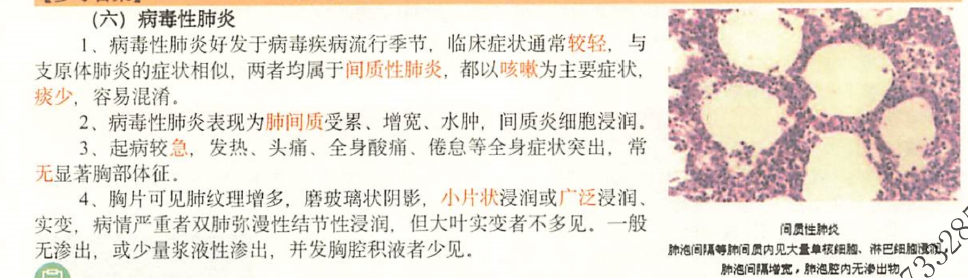 （六）病毒性肺炎
1、病毒性肺炎好发于病毒疾病流行季节，临床症状通常较轻，与
支原体肺炎的症状相似，两者均属于间质性肺炎，都以咳嗽为主要症状，
痰少，容易混淆。
2、病毒性肺炎表现为肺间质受累、增宽、水肿，间质炎细胞浸润。
3、起病较急，发热、头痛、全身酸痛、倦怠等全身症状突出，常
无显著胸部体征。
4、胸片可见肺纹理增多，磨玻璃状阴影，小片状浸润或广泛浸润、
实变，病情严重者双肺弥漫性结节性浸润，但大叶实变者不多见。一般
无渗出，或少量浆液性渗出，并发胸腔积液者少见。
间质性肺炎
肺泡间隔等肺间质内见大量单核细胞、淋巴细胞浸润，
肺泡间隔增宽，肺泡腔内无渗出物
733285